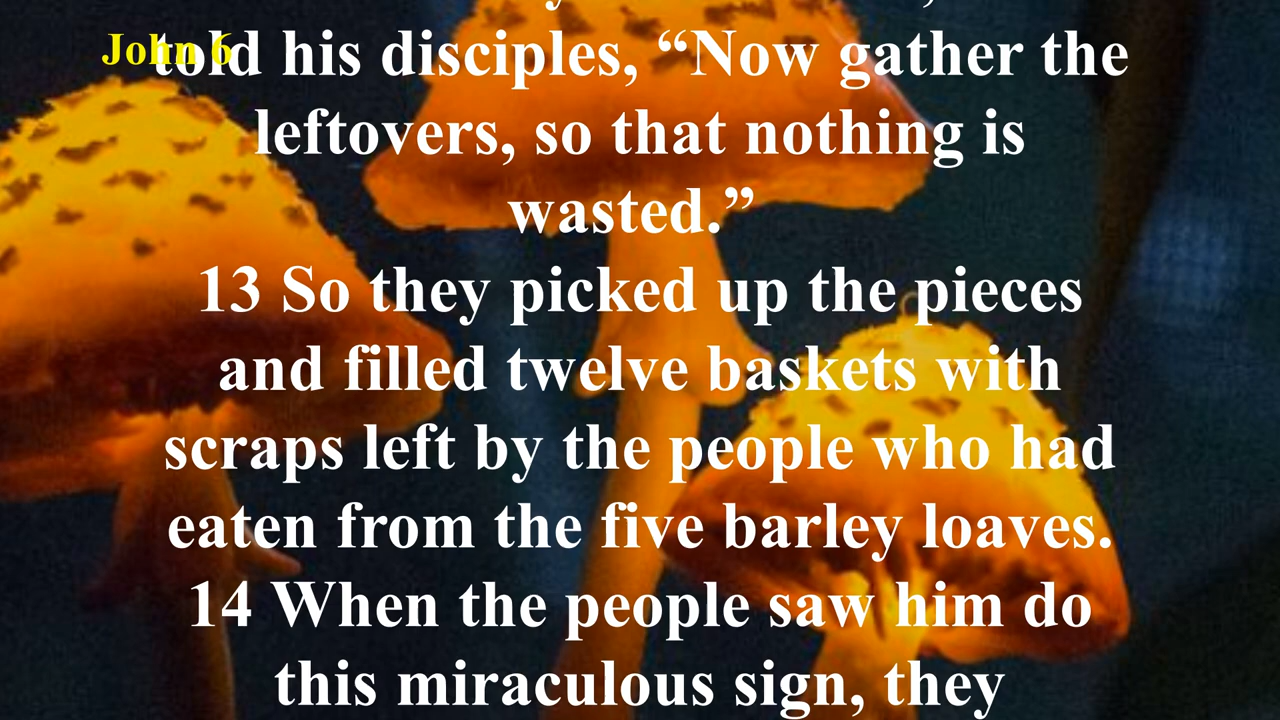 John 6
told his disciples, “Now gather the
leftovers, so that nothing is
wasted.”
13 So they picked up the pieces
and filled twelve baskets with
scraps left by the people who had
eaten from the five barley loaves.
14 When the people saw him do
this miraculous sign, they